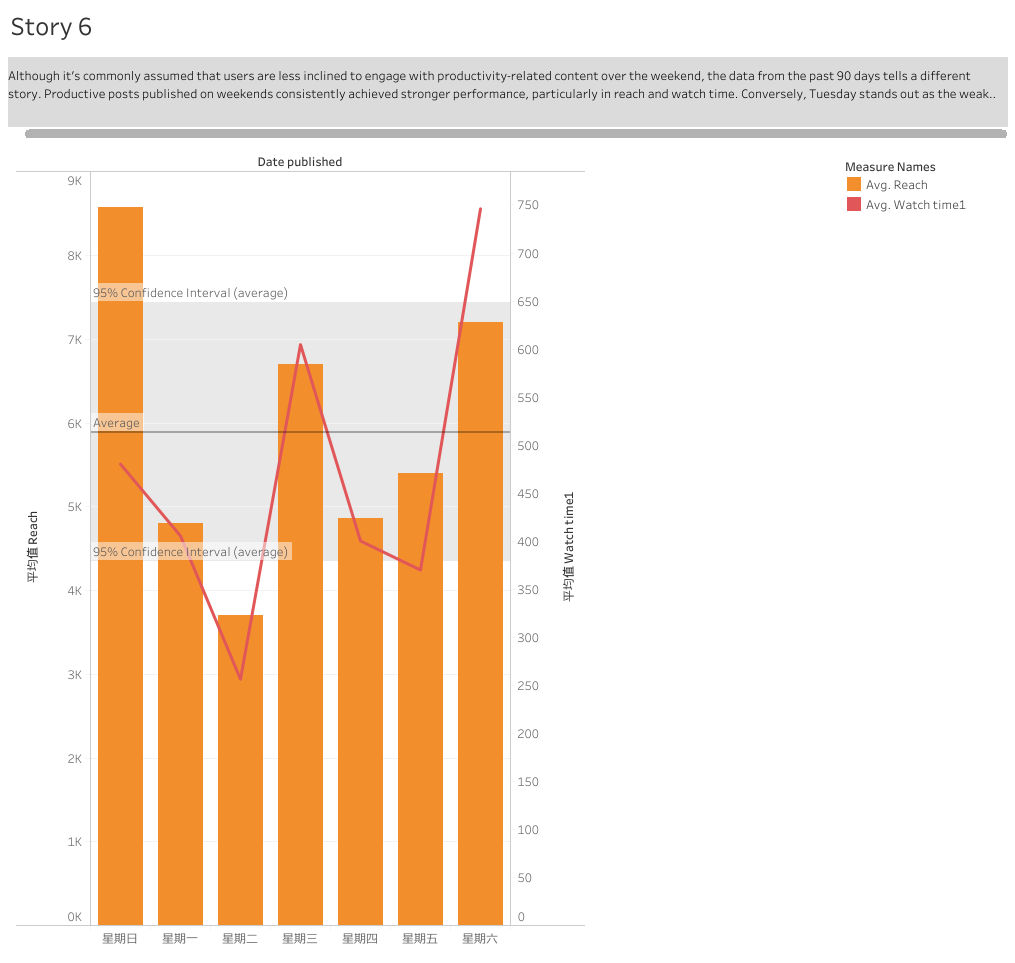 Story 6
Although it's commonly assumed that users are less inclined to engage with productivity-related content over the weekend, the data from the past 90 days tells a different
story. Productive posts published on weekends consistently achieved stronger performance, particularly in reach and watch time. Conversely, Tuesday stands out as the weak..
Date published
Measure Names
Avg. Reach
Avg. Watch time1
9K
8K
7K
6K
5K
4K
3K
2K
1K
0K
平均值 Reach
95% Confidence Interval (average)
Average
95% Confidence Interval (average)
750
700
650
600
550
500
450
400
350
300
250
200
150
100
50
0
平均值 Watch time1
星期日 星期一 星期二 星期三 星期四 星期五 星期六